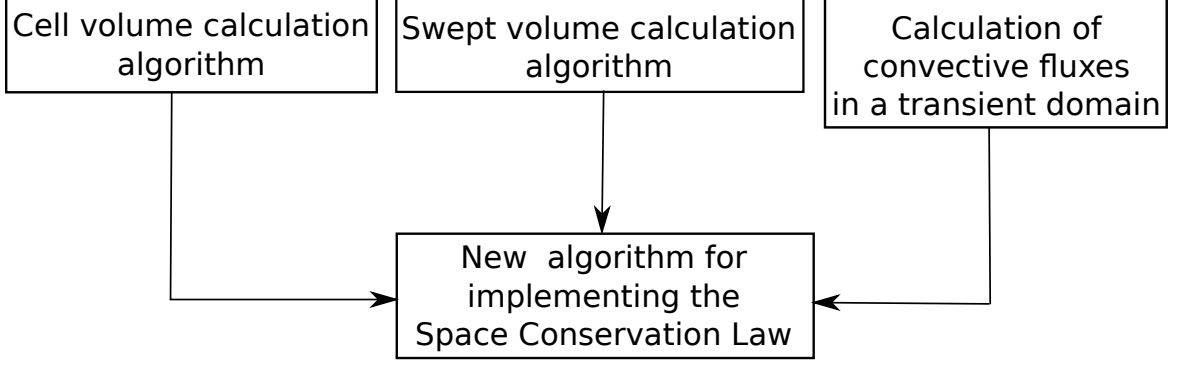 Cell volume calculation
algorithm
Swept volume calculation
algorithm
Calculation of
convective fluxes
in a transient domain
New  algorithm for
implementing the
Space Conservation Law